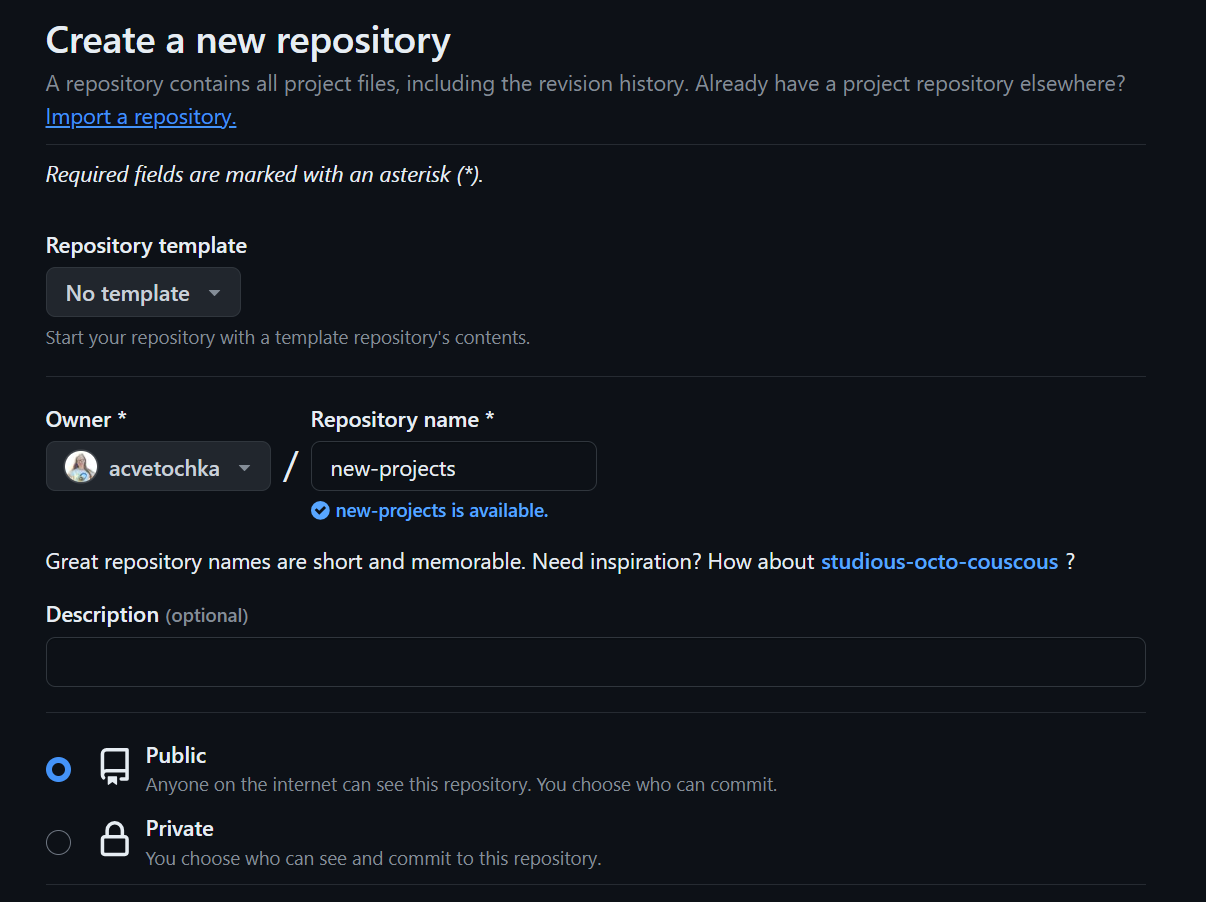 Create a new repository
A repository contains all project files, including the revision history. Already have a project repository elsewhere?
Import a repository.
Required fields are marked with an asterisk (*).
Repository template
No template
Start your repository with a template repository's contents.
Owner *
Repository name *
acvetochka / new-projects
new-projects is available.
Great repository names are short and memorable. Need inspiration? How about studious-octo-couscous ?
Description (optional)
Public
Anyone on the internet can see this repository. You choose who can commit.
Private
You choose who can see and commit to this repository.